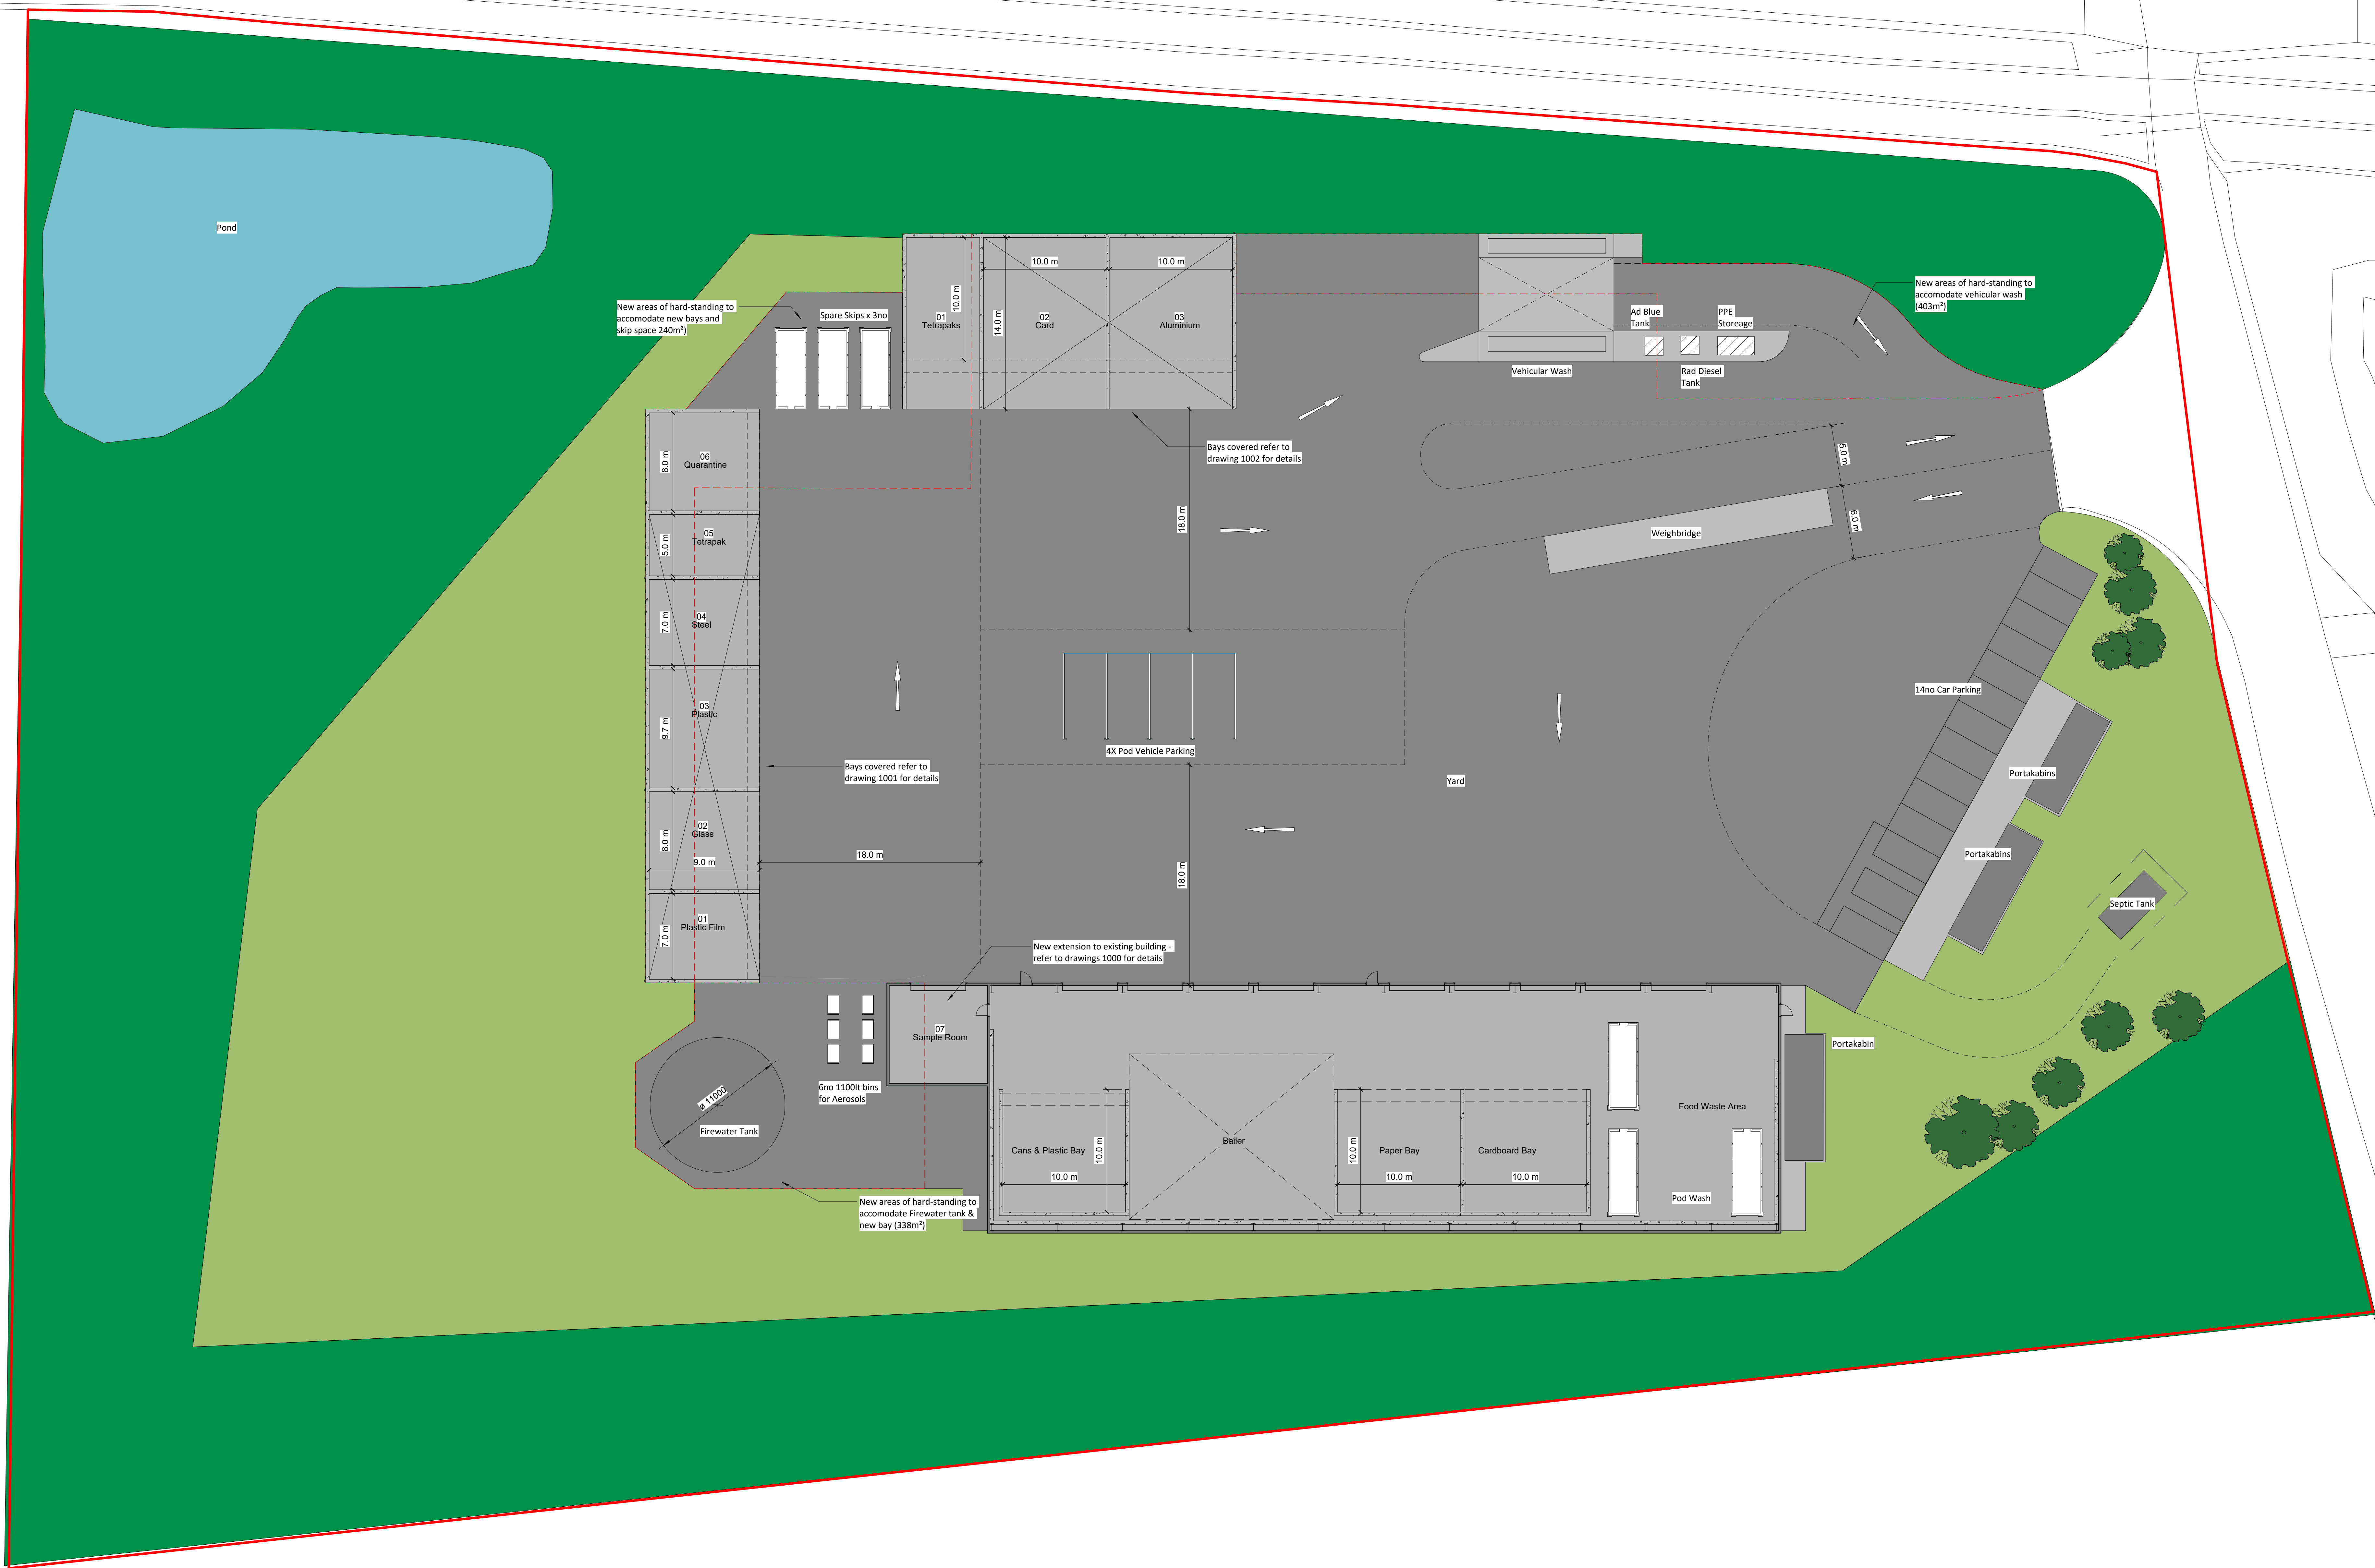 Pond
New areas of hard-standing to
accomodate new bays and
skip space 240m²)
Spare Skips x 3no
01
Tetrapaks
10.0 m
14.0 m
10.0 m
02
Card
10.0 m
03
Aluminium
Vehicular Wash
Ad Blue
Tank
PPE
Storeage
Rad Diesel
Tank
New areas of hard-standing to
accomodate vehicular wash
(403m²)
Bays covered refer to
drawing 1002 for details
5.0 m
6.0 m
Weighbridge
18.0 m
06
Quarantine
8.0 m
05
Tetrapak
5.0 m
04
Steel
7.0 m
03
Plastic
9.7 m
02
Glass
8.0 m
9.0 m
01
Plastic Film
7.0 m
Bays covered refer to
drawing 1001 for details
18.0 m
4X Pod Vehicle Parking
Yard
18.0 m
14no Car Parking
Portakabins
Portakabins
Septic Tank
New extension to existing building -
refer to drawings 1000 for details
07
Sample Room
6no 1100lt bins
for Aerosols
ø 11000
Firewater Tank
New areas of hard-standing to
accomodate Firewater tank &
new bay (338m²)
Cans & Plastic Bay
10.0 m
10.0 m
Baller
10.0 m
Paper Bay
10.0 m
Cardboard Bay
10.0 m
Food Waste Area
Pod Wash
Portakabin